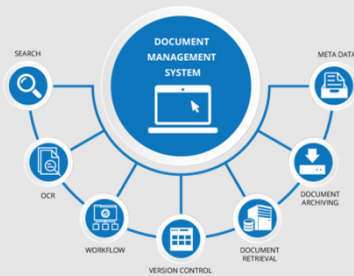 DOCUMENT
MANAGEMENT
SYSTEM
SEARCH
META DATA
OCR
DOCUMENT
ARCHIVING
WORKFLOW
DOCUMENT
RETRIEVAL
VERSION CONTROL